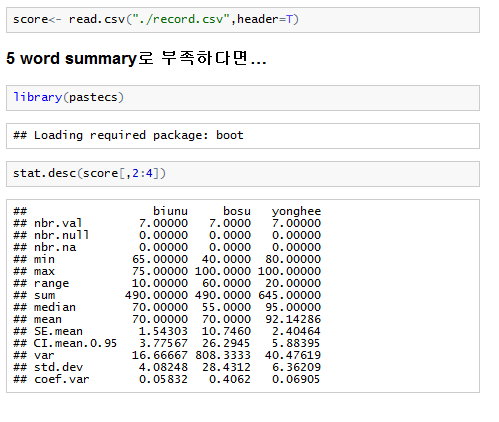 score<- read.csv("./record.csv",header=T)
5 word summary로 부족하다면...
library(pastecs)
## Loading required package: boot
stat.desc(score[,2:4])
##                 biunu     bosu   yonghee
## nbr.val       7.00000   7.0000   7.00000
## nbr.null      0.00000   0.0000   0.00000
## nbr.na        0.00000   0.0000   0.00000
## min          65.00000  40.0000  80.00000
## max          75.00000 100.0000 100.00000
## range        10.00000  60.0000  20.00000
## sum         490.00000 490.0000 645.00000
## median       70.00000  55.0000  95.00000
## mean         70.00000  70.0000  92.14286
## SE.mean       1.54303  10.7460   2.40464
## CI.mean.0.95  3.77567  26.2945   5.88395
## var          16.66667 808.3333  40.47619
## std.dev       4.08248  28.4312   6.36209
## coef.var      0.05832   0.4062   0.06905